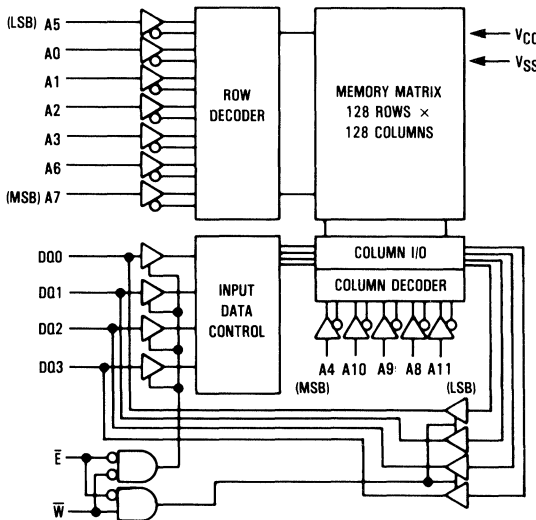 (LSB) A5
A0
A1
A2
A3
A6
(MSB) A7
ROW
DECODER
MEMORY MATRIX
128 ROWS ×
128 COLUMNS
VCC
VSS
DQ0
DQ1
DQ2
DQ3
INPUT
DATA
CONTROL
COLUMN I/O
COLUMN DECODER
A4 A10 A9 A8 A11
(MSB) (LSB)
E̅
W̅